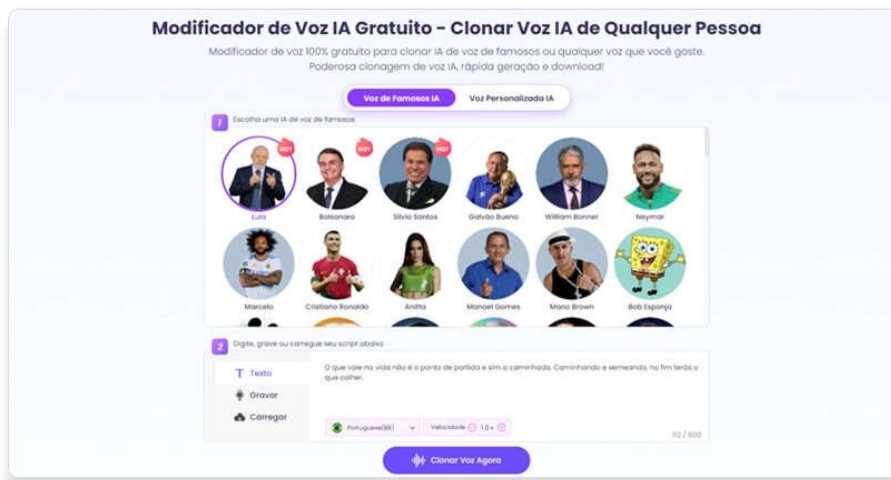 Modificador de Voz IA Gratuito - Clonar Voz IA de Qualquer Pessoa
Modificador de voz 100% gratuito para clonar IA de voz de famosos ou qualquer voz que você goste.
Poderosa clonagem de voz IA, rápida geração e download!
Voz de Famosos IA
Voz Personalizada IA
1 Escolha uma IA de voz de famosos
HOT
HOT
HOT
Lula
Bolsonaro
Silvio Santos
Galvão Bueno
William Bonner
Neymar
Marcelo
Cristiano Ronaldo
Anitta
Manoel Gomes
Mano Brown
Bob Esponja
2 Digite, grave ou carregue seu script abaixo
T Texto
Gravar
Carregar
O que vale na vida não é o ponto de partida e sim a caminhada. Caminhando e semeando, no fim terás o
que colher.
Portuguese(BR)
Velocidade
1.0 x
112 / 600
Clonar Voz Agora